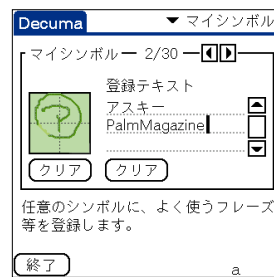 Decuma ▼ マイシンボル
マイシンボル 2/30
登録テキスト
アスキー
PalmMagazine
クリア クリア
任意のシンボルに、よく使うフレーズ
等を登録します。
終了 a